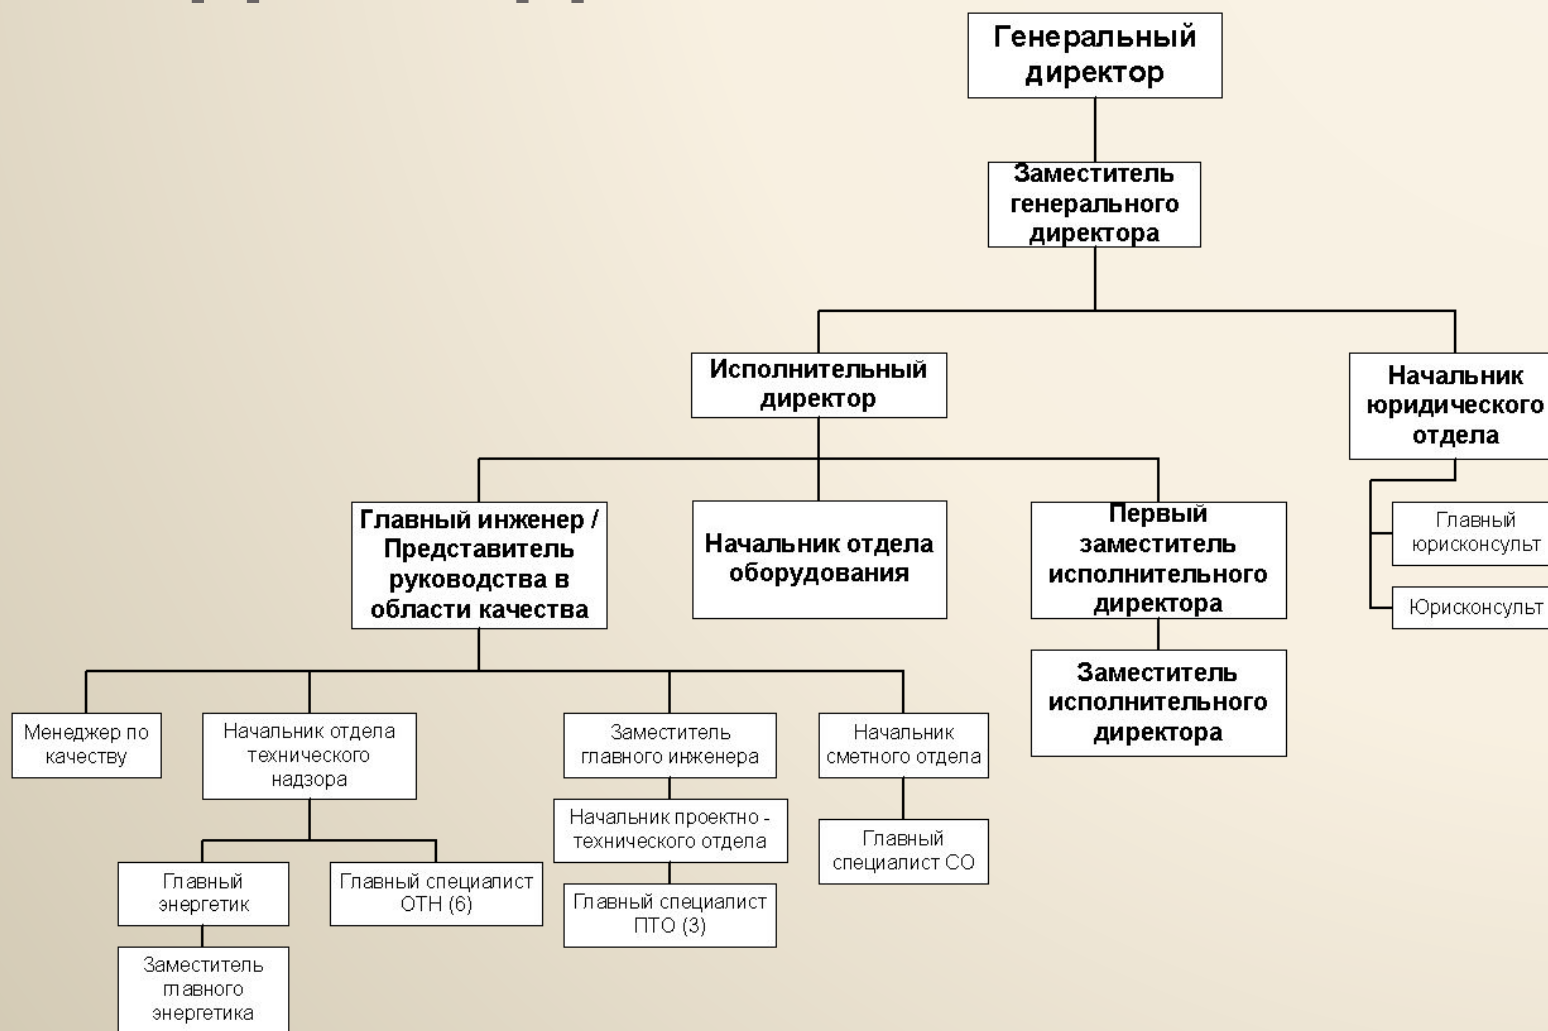 Генеральный
директор
Заместитель
генерального
директора
Исполнительный
директор
Начальник
юридического
отдела
Главный инженер /
Представитель
руководства в
области качества
Начальник отдела
оборудования
Первый
заместитель
исполнительного
директора
Главный
юрисконсульт
Юрисконсульт
Заместитель
исполнительного
директора
Менеджер по
качеству
Начальник отдела
технического
надзора
Заместитель
главного инженера
Начальник
сметного отдела
Начальник проектно -
технического отдела
Главный
специалист СО
Главный
энергетик
Главный специалист
ОТН (6)
Главный специалист
ПТО (3)
Заместитель
главного
энергетика